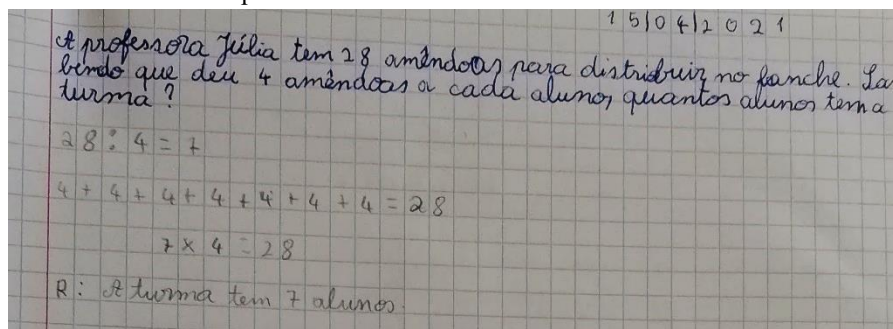 15/04/2021
A professora Júlia tem 28 amêndoas para distribuir no lanche. Sa
bendo que deu 4 amêndoas a cada aluno, quantos alunos tem a
turma?
28 : 4 = 7
4 + 4 + 4 + 4 + 4 + 4 + 4 = 28
7 × 4 = 28
R: A turma tem 7 alunos.